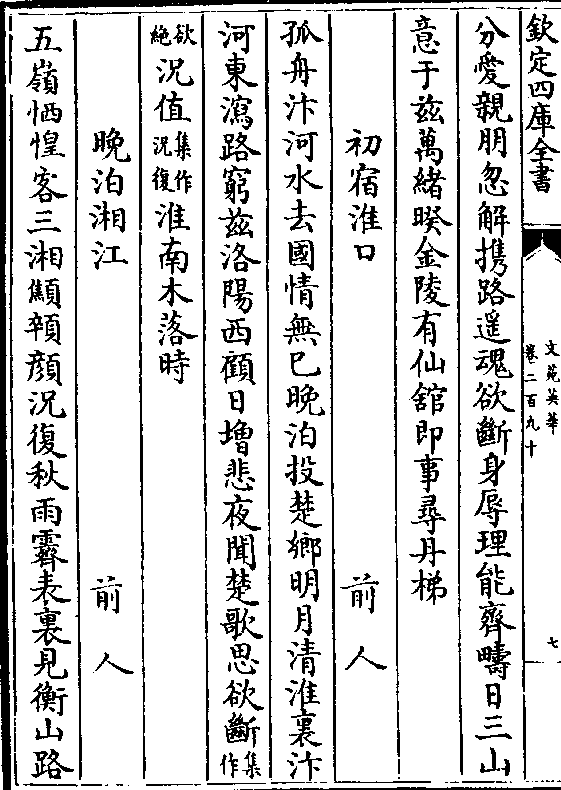 欽定四庫全書
文苑英華
卷二百九十
七
分愛親朋忽解携路遥魂欲斷身辱理能齊疇日三山
意于兹萬緒暌金陵有仙舘即事尋丹梯
初宿淮口 前人
孤舟汴河水去國情無已晚泊投楚鄉明月清淮裏汴
河東瀉路窮兹洛陽西顧日增悲夜聞楚歌思欲斷集作
欲絶況值集作況復淮南木落時
晚泊湘江 前人
五嶺恓惶客三湘顦顇顔況復秋雨霽表裏見衡山路